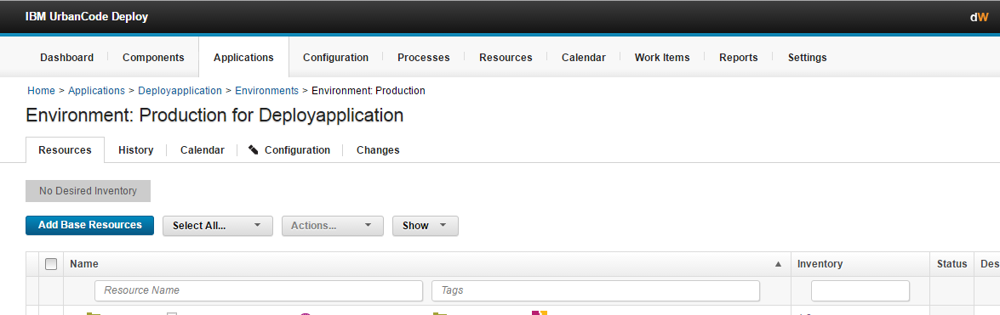 IBM UrbanCode Deploy dW
Dashboard Components Applications Configuration Processes Resources Calendar Work Items Reports Settings
Home > Applications > Deployapplication > Environments > Environment: Production
Environment: Production for Deployapplication
Resources History Calendar Configuration Changes
No Desired Inventory
Add Base Resources Select All... Actions... Show
Name Inventory Status Des
Resource Name Tags